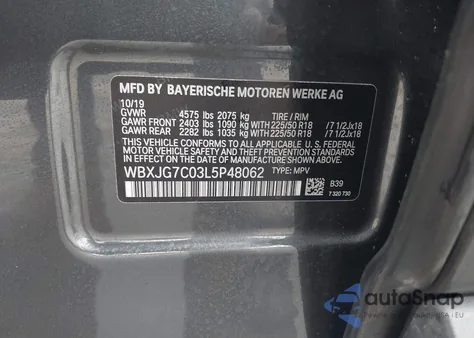 MFD BY BAYERISCHE MOTOREN WERKE AG
10/19
GVWR 4575 lbs 2075 kg TIRE / RIM
GAWR FRONT 2403 lbs 1090 kg WITH 225/50 R18 /7 1/2Jx18
GAWR REAR 2282 lbs 1035 kg WITH 225/50 R18 /7 1/2Jx18
THIS VEHICLE CONFORMS TO ALL APPLICABLE U.S. FEDERAL
MOTOR VEHICLE SAFETY, BUMPER, AND THEFT PREVENTION
STANDARDS IN EFFECT ON THE DATE OF MANUFACTURE
SHOWN ABOVE.
WBXJG7C03L5P48062 TYPE: MPV
B39
7 320 730
autoSnap